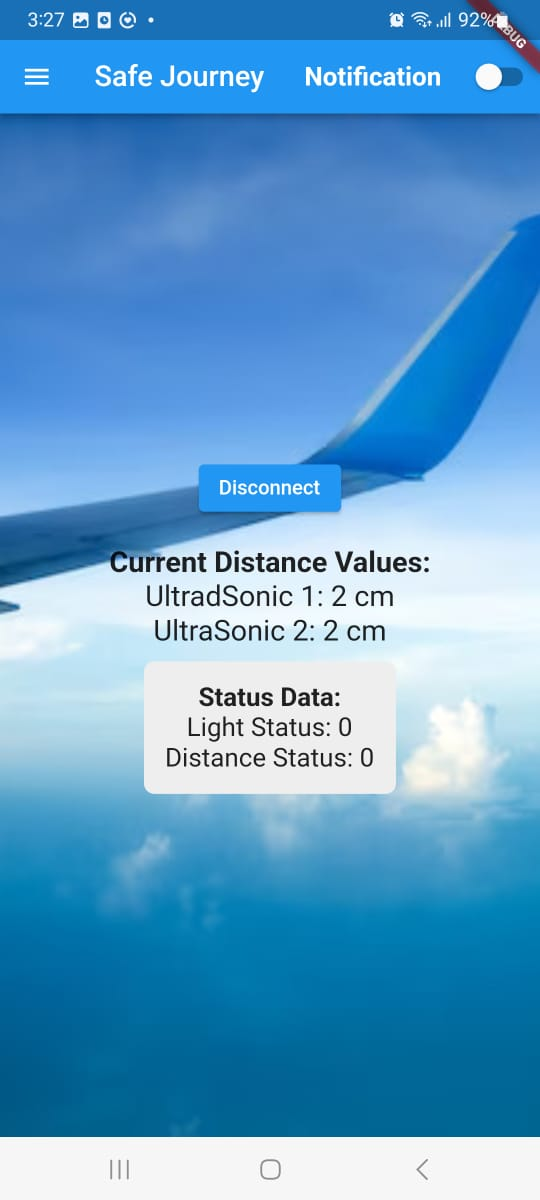 3:27
92%
BUG
Safe Journey
Notification
Disconnect
Current Distance Values:
UltradSonic 1: 2 cm
UltraSonic 2: 2 cm
Status Data:
Light Status: 0
Distance Status: 0